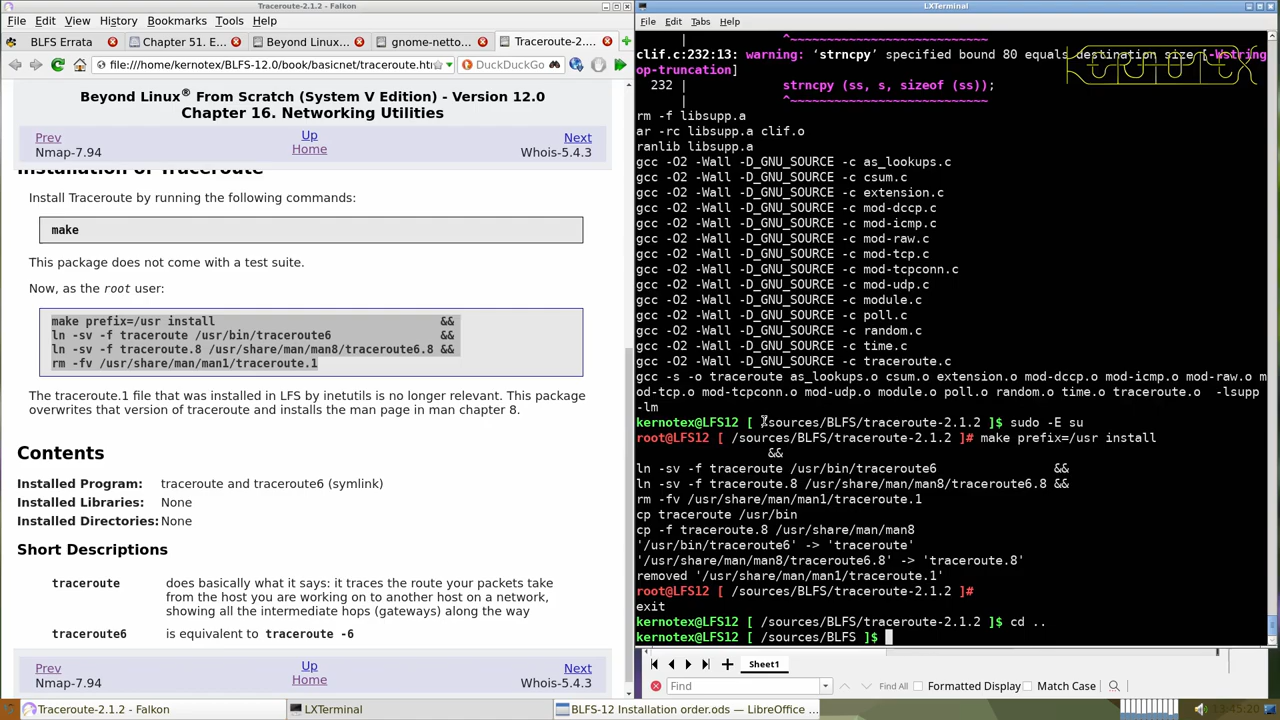 Traceroute-2.1.2 - Falkon
File Edit View History Bookmarks Tools Help
BLFS Errat...
Chapter 51. E...
Beyond Linux...
gnome-netto...
Traceroute-2....
file:///home/kernotex/BLFS-12.0/book/basicnet/traceroute.ht
DuckDuckGo
Beyond Linux® From Scratch (System V Edition) - Version 12.0
Chapter 16. Networking Utilities
Prev Up Next
Nmap-7.94 Home Whois-5.4.3
Installation of Traceroute
Install Traceroute by running the following commands:
make
This package does not come with a test suite.
Now, as the root user:
make prefix=/usr install &&
ln -sv -f traceroute /usr/bin/traceroute6 &&
ln -sv -f traceroute.8 /usr/share/man/man8/traceroute6.8 &&
rm -fv /usr/share/man/man1/traceroute.1
The traceroute.1 file that was installed in LFS by inetutils is no longer relevant. This package
overwrites that version of traceroute and installs the man page in man chapter 8.
Contents
Installed Program: traceroute and traceroute6 (symlink)
Installed Libraries: None
Installed Directories: None
Short Descriptions
traceroute does basically what it says: it traces the route your packets take
from the host you are working on to another host on a network,
showing all the intermediate hops (gateways) along the way
traceroute6 is equivalent to traceroute -6
Prev Up Next
Nmap-7.94 Home Whois-5.4.3
LXTerminal
File Edit Tabs Help
| ^~~~~~~~~~~~~~~~~~~~~~~~~~~
clif.c:232:13: warning: ‘strncpy’ specified bound 80 equals destination size [-Wstring
op-truncation]
232 | strncpy (ss, s, sizeof (ss));
| ^~~~~~~~~~~~~~~~~~~~~~~~~~~
rm -f libsupp.a
ar -rc libsupp.a clif.o
ranlib libsupp.a
gcc -O2 -Wall -D_GNU_SOURCE -c as_lookups.c
gcc -O2 -Wall -D_GNU_SOURCE -c csum.c
gcc -O2 -Wall -D_GNU_SOURCE -c extension.c
gcc -O2 -Wall -D_GNU_SOURCE -c mod-dccp.c
gcc -O2 -Wall -D_GNU_SOURCE -c mod-icmp.c
gcc -O2 -Wall -D_GNU_SOURCE -c mod-raw.c
gcc -O2 -Wall -D_GNU_SOURCE -c mod-tcp.c
gcc -O2 -Wall -D_GNU_SOURCE -c mod-tcpconn.c
gcc -O2 -Wall -D_GNU_SOURCE -c mod-udp.c
gcc -O2 -Wall -D_GNU_SOURCE -c module.c
gcc -O2 -Wall -D_GNU_SOURCE -c poll.c
gcc -O2 -Wall -D_GNU_SOURCE -c random.c
gcc -O2 -Wall -D_GNU_SOURCE -c time.c
gcc -O2 -Wall -D_GNU_SOURCE -c traceroute.c
gcc -s -o traceroute as_lookups.o csum.o extension.o mod-dccp.o mod-icmp.o mod-raw.o m
od-tcp.o mod-tcpconn.o mod-udp.o module.o poll.o random.o time.o traceroute.o -lsupp
-lm
kernotex@LFS12 [ /sources/BLFS/traceroute-2.1.2 ]$ sudo -E su
root@LFS12 [ /sources/BLFS/traceroute-2.1.2 ]# make prefix=/usr install
&&
ln -sv -f traceroute /usr/bin/traceroute6 &&
ln -sv -f traceroute.8 /usr/share/man/man8/traceroute6.8 &&
rm -fv /usr/share/man/man1/traceroute.1
cp traceroute /usr/bin
cp -f traceroute.8 /usr/share/man/man8
'/usr/bin/traceroute6' -> 'traceroute'
'/usr/share/man/man8/traceroute6.8' -> 'traceroute.8'
removed '/usr/share/man/man1/traceroute.1'
root@LFS12 [ /sources/BLFS/traceroute-2.1.2 ]#
exit
kernotex@LFS12 [ /sources/BLFS/traceroute-2.1.2 ]$ cd ..
kernotex@LFS12 [ /sources/BLFS ]$
Sheet1
Find Find All Formatted Display Match Case
Traceroute-2.1.2 - Falkon LXTerminal BLFS-12 Installation order.ods — LibreOffice ... 13:45:20